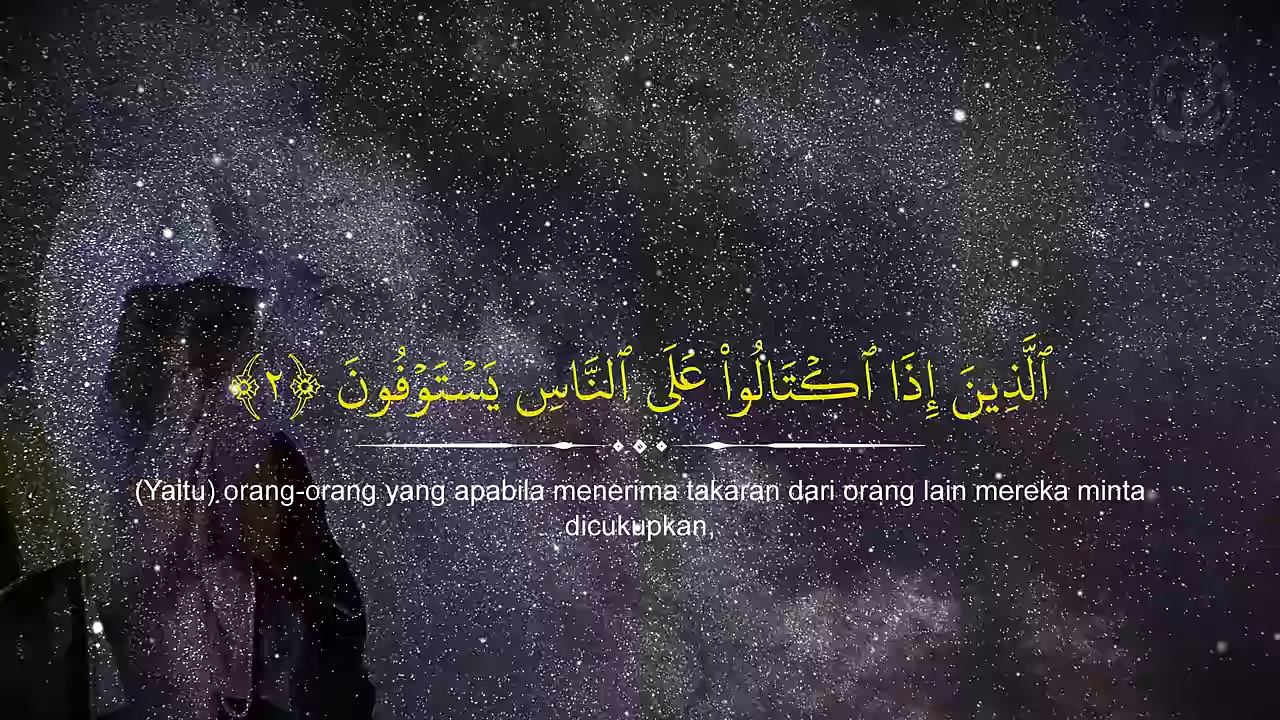 ٱلَّذِينَ إِذَا ٱكۡتَالُواْ عَلَى ٱلنَّاسِ يَسۡتَوۡفُونَ ﴿٢﴾
(Yaitu) orang-orang yang apabila menerima takaran dari orang lain mereka minta
dicukupkan,